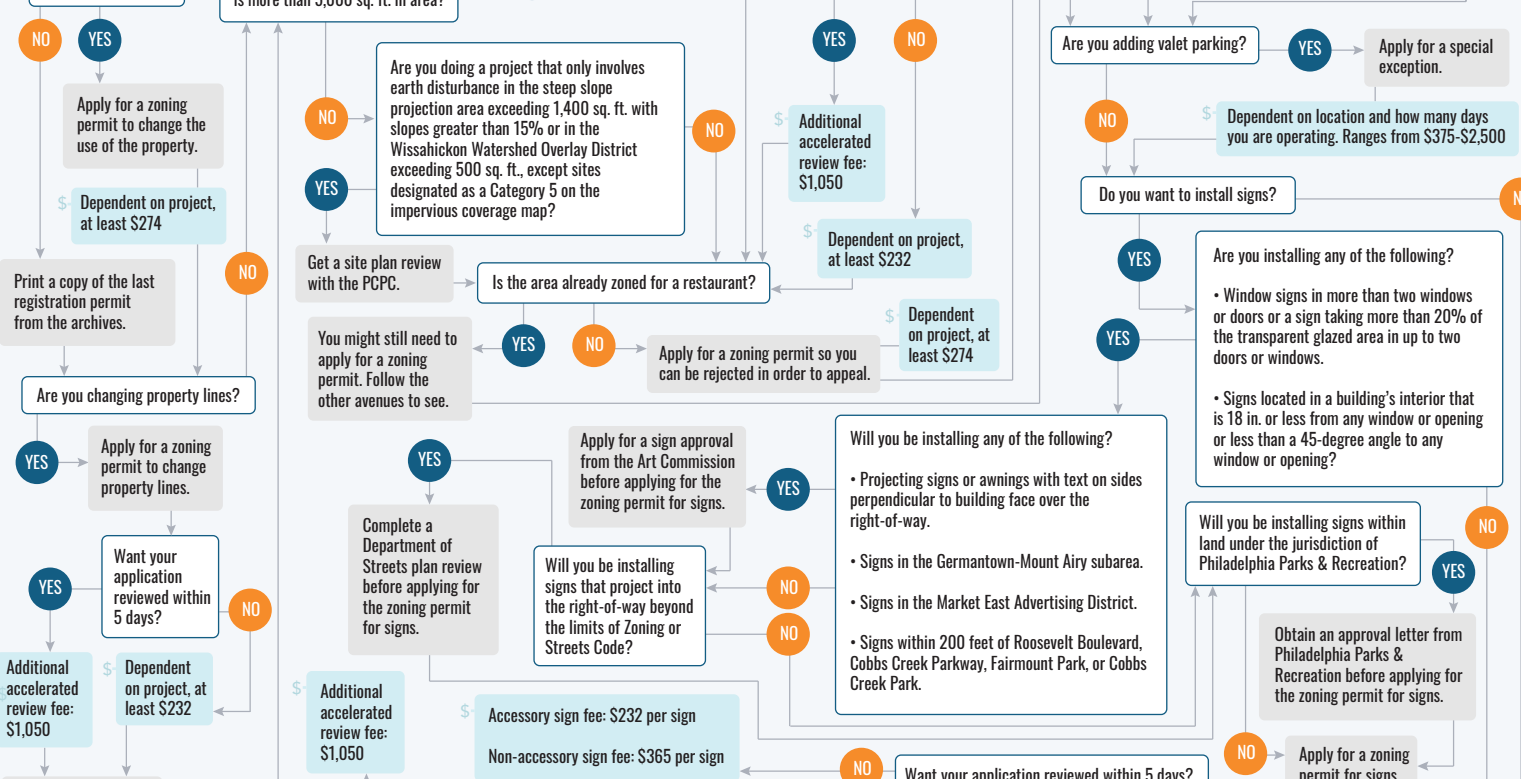 is more than 5,000 sq. ft. in area?
NO
YES
Apply for a zoning
permit to change the
use of the property.
$
Dependent on project,
at least $274
Print a copy of the last
registration permit
from the archives.
NO
Are you changing property lines?
YES
Apply for a zoning
permit to change
property lines.
Want your
application
reviewed within
5 days?
YES
NO
$
Additional
accelerated
review fee:
$1,050
$
Dependent
on project, at
least $232
NO
Are you doing a project that only involves
earth disturbance in the steep slope
projection area exceeding 1,400 sq. ft. with
slopes greater than 15% or in the
Wissahickon Watershed Overlay District
exceeding 500 sq. ft., except sites
designated as a Category 5 on the
impervious coverage map?
YES
NO
Get a site plan review
with the PCPC.
Is the area already zoned for a restaurant?
YES
NO
You might still need to
apply for a zoning
permit. Follow the
other avenues to see.
Apply for a zoning permit so you
can be rejected in order to appeal.
$
Dependent
on project, at
least $274
YES
NO
$
Additional
accelerated
review fee:
$1,050
$
Dependent on project,
at least $232
Are you adding valet parking?
YES
Apply for a special
exception.
NO
$
Dependent on location and how many days
you are operating. Ranges from $375-$2,500
Do you want to install signs?
YES
Are you installing any of the following?
• Window signs in more than two windows
or doors or a sign taking more than 20% of
the transparent glazed area in up to two
doors or windows.
• Signs located in a building’s interior that
is 18 in. or less from any window or opening
or less than a 45-degree angle to any
window or opening?
YES
NO
Will you be installing any of the following?
• Projecting signs or awnings with text on sides
perpendicular to building face over the
right-of-way.
• Signs in the Germantown-Mount Airy subarea.
• Signs in the Market East Advertising District.
• Signs within 200 feet of Roosevelt Boulevard,
Cobbs Creek Parkway, Fairmount Park, or Cobbs
Creek Park.
YES
NO
Apply for a sign approval
from the Art Commission
before applying for the
zoning permit for signs.
Will you be installing
signs that project into
the right-of-way beyond
the limits of Zoning or
Streets Code?
YES
NO
Complete a
Department of
Streets plan review
before applying for
the zoning permit
for signs.
Will you be installing signs within
land under the jurisdiction of
Philadelphia Parks & Recreation?
YES
Obtain an approval letter from
Philadelphia Parks &
Recreation before applying for
the zoning permit for signs.
NO
Apply for a zoning
permit for signs
Want your application reviewed within 5 days?
NO
$
Accessory sign fee: $232 per sign
Non-accessory sign fee: $365 per sign
$
Additional
accelerated
review fee:
$1,050